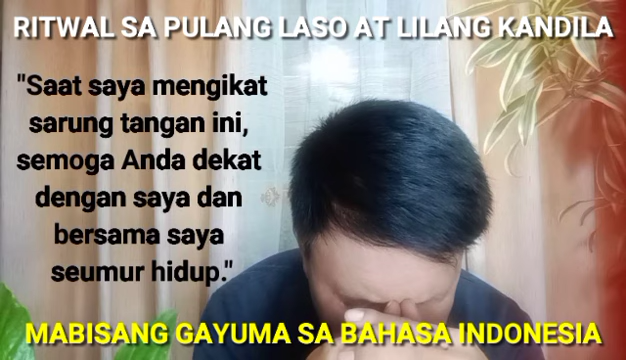 RITWAL SA PULANG LASO AT LILANG KANDILA
"Saat saya mengikat
sarung tangan ini,
semoga Anda dekat
dengan saya dan
bersama saya
seumur hidup."
MABISANG GAYUMA SA BAHASA INDONESIA